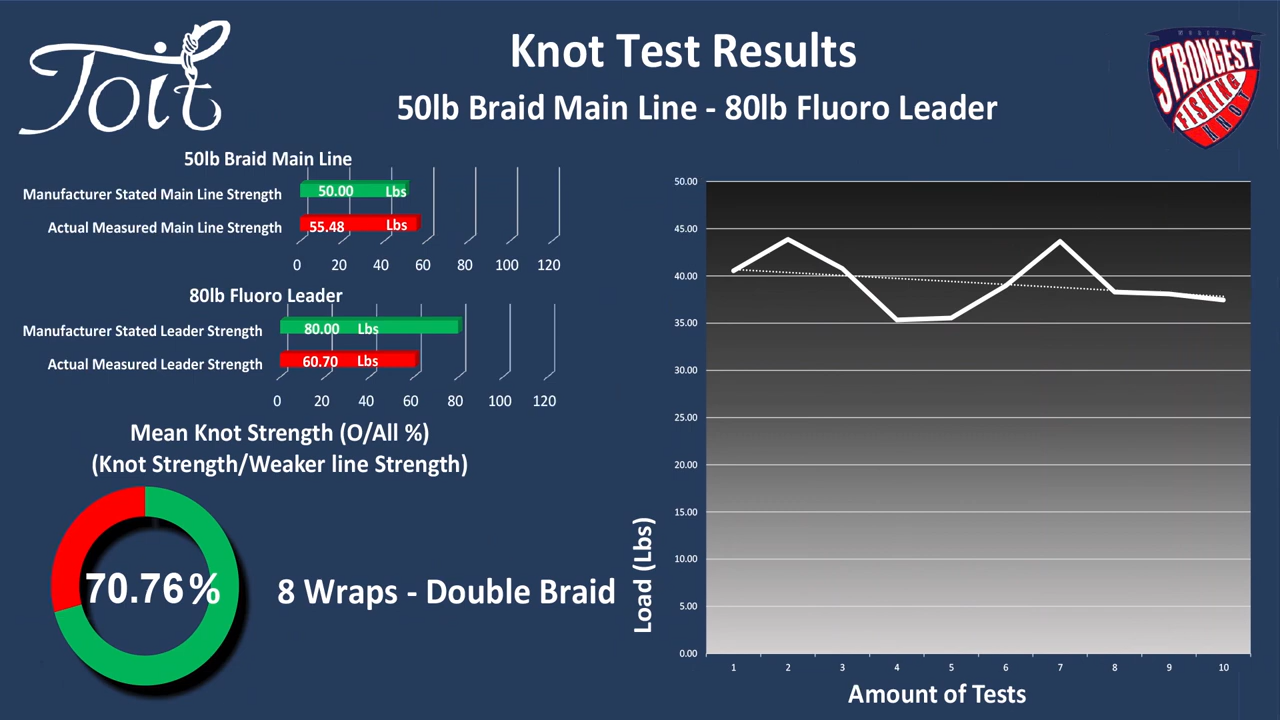 Toit
Knot Test Results
50lb Braid Main Line - 80lb Fluoro Leader
WORLD'S
STRONGEST
FISHING
KNOT
50lb Braid Main Line
Manufacturer Stated Main Line Strength
50.00 Lbs
Actual Measured Main Line Strength
55.48 Lbs
0 20 40 60 80 100 120
80lb Fluoro Leader
Manufacturer Stated Leader Strength
80.00 Lbs
Actual Measured Leader Strength
60.70 Lbs
0 20 40 60 80 100 120
Mean Knot Strength (O/All %)
(Knot Strength/Weaker line Strength)
70.76%
8 Wraps - Double Braid
Load (Lbs)
50.00
45.00
40.00
35.00
30.00
25.00
20.00
15.00
10.00
5.00
0.00
1 2 3 4 5 6 7 8 9 10
Amount of Tests